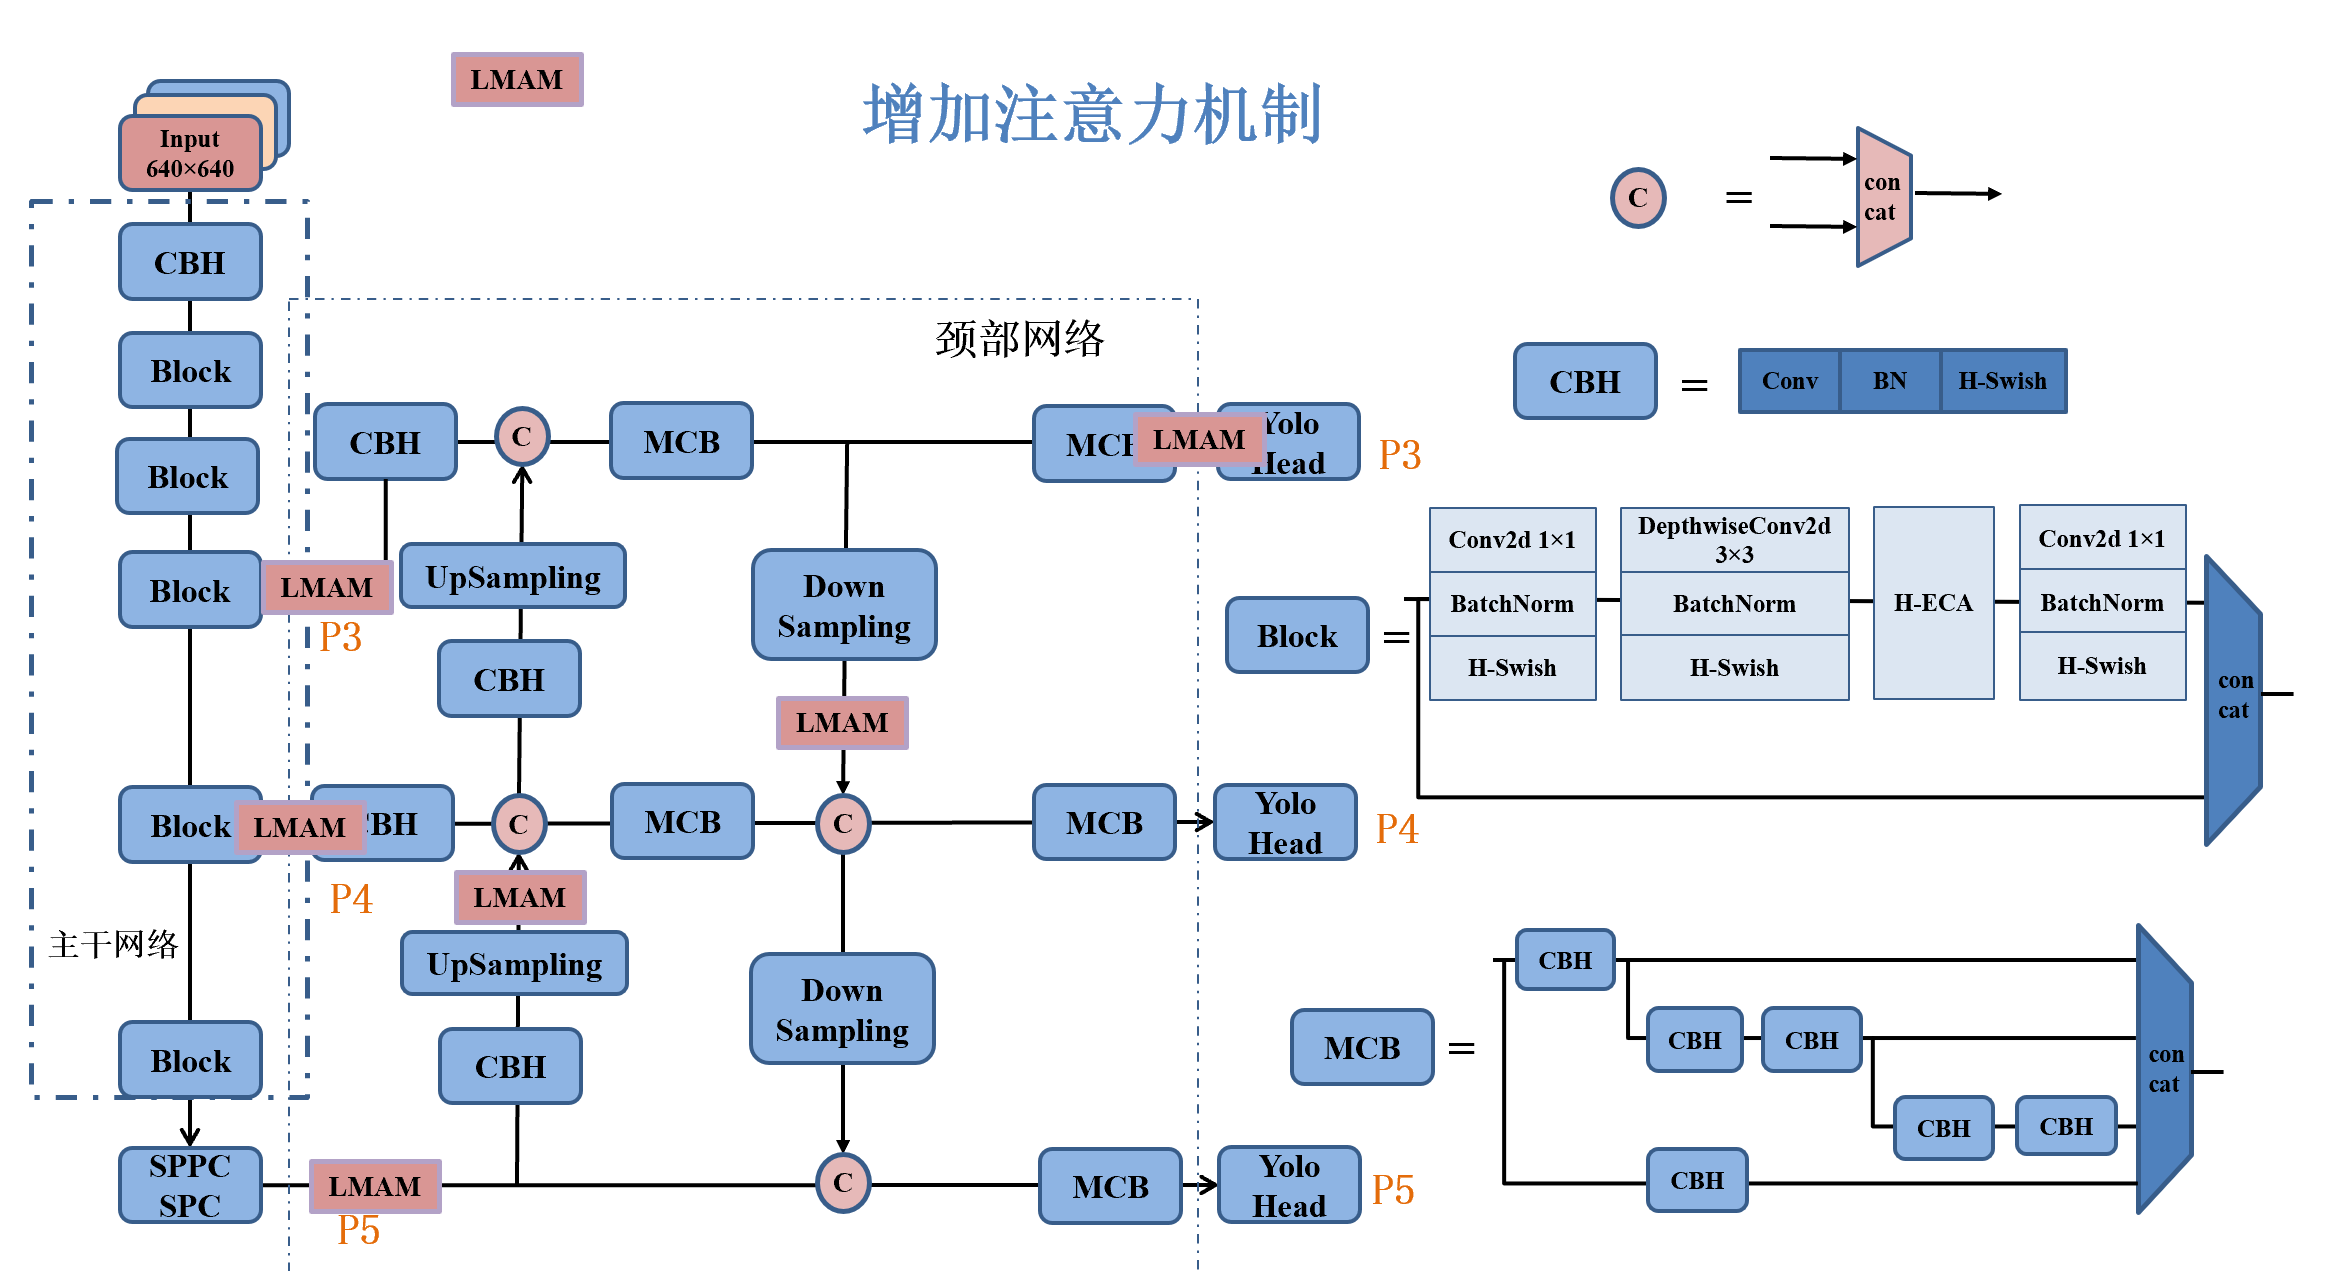 LMAM
增加注意力机制
Input
640×640
C
=
con
cat
CBH
Block
Block
Block
LMAM
P3
Block
LMAM
CBH
P4
主干网络
Block
SPPC
SPC
LMAM
P5
颈部网络
CBH
C
MCB
MCB
LMAM
Yolo
Head
P3
UpSampling
Down
Sampling
CBH
LMAM
C
MCB
C
MCB
Yolo
Head
P4
LMAM
UpSampling
Down
Sampling
CBH
C
MCB
Yolo
Head
P5
CBH
=
Conv
BN
H-Swish
Block
=
Conv2d 1×1
BatchNorm
H-Swish
DepthwiseConv2d
3×3
BatchNorm
H-Swish
H-ECA
Conv2d 1×1
BatchNorm
H-Swish
con
cat
MCB
=
CBH
CBH
CBH
CBH
CBH
CBH
con
cat